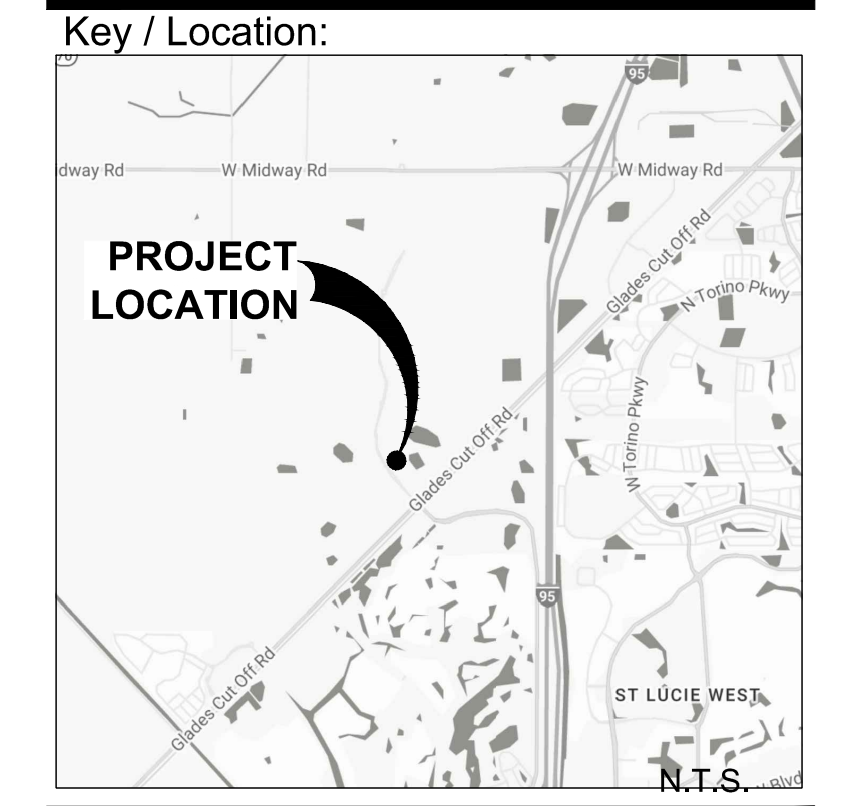 Key / Location:
95
dway Rd
W Midway Rd
W Midway Rd
PROJECT
LOCATION
Glades Cut Off Rd
N Torino Pkwy
W Torino Pkwy
Glades Cut Off Rd
95
Glades Cut Off Rd
ST LUCIE WEST
N.T.S.
Blvd